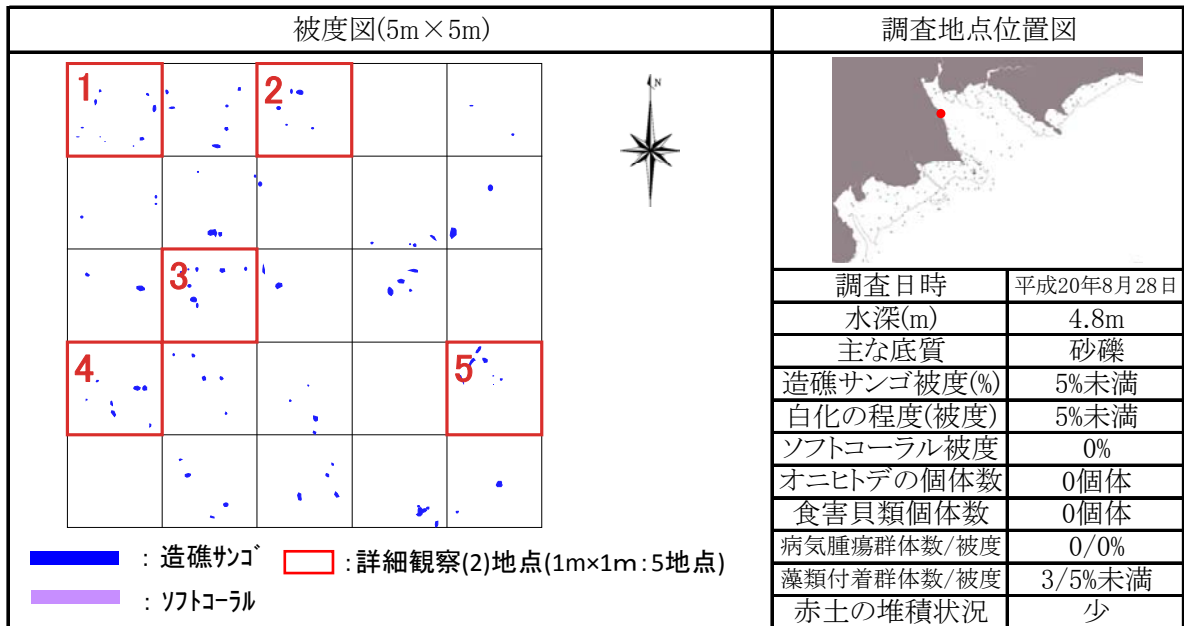 被度図(5m×5m)
調査地点位置図
1
2
3
4
5
N
調査日時 平成20年8月28日
水深(m) 4.8m
主な底質 砂礫
造礁サンゴ被度(%) 5%未満
白化の程度(被度) 5%未満
ソフトコーラル被度 0%
オニヒトデの個体数 0個体
食害貝類個体数 0個体
病気腫瘍群体数/被度 0/0%
藻類付着群体数/被度 3/5%未満
赤土の堆積状況 少
：造礁ｻﾝｺﾞ
：詳細観察(2)地点(1m×1m：5地点)
：ｿﾌﾄｺｰﾗﾙ